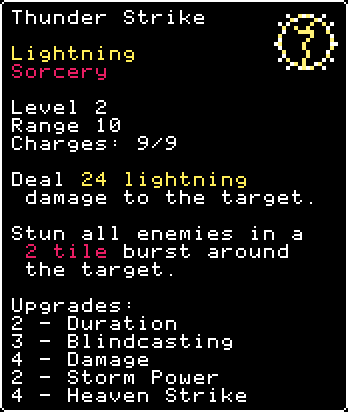 Thunder Strike
Lightning
Sorcery
Level 2
Range 10
Charges: 9/9
Deal 24 lightning
damage to the target.
Stun all enemies in a
2 tile burst around
the target.
Upgrades:
2 - Duration
3 - Blindcasting
4 - Damage
2 - Storm Power
4 - Heaven Strike